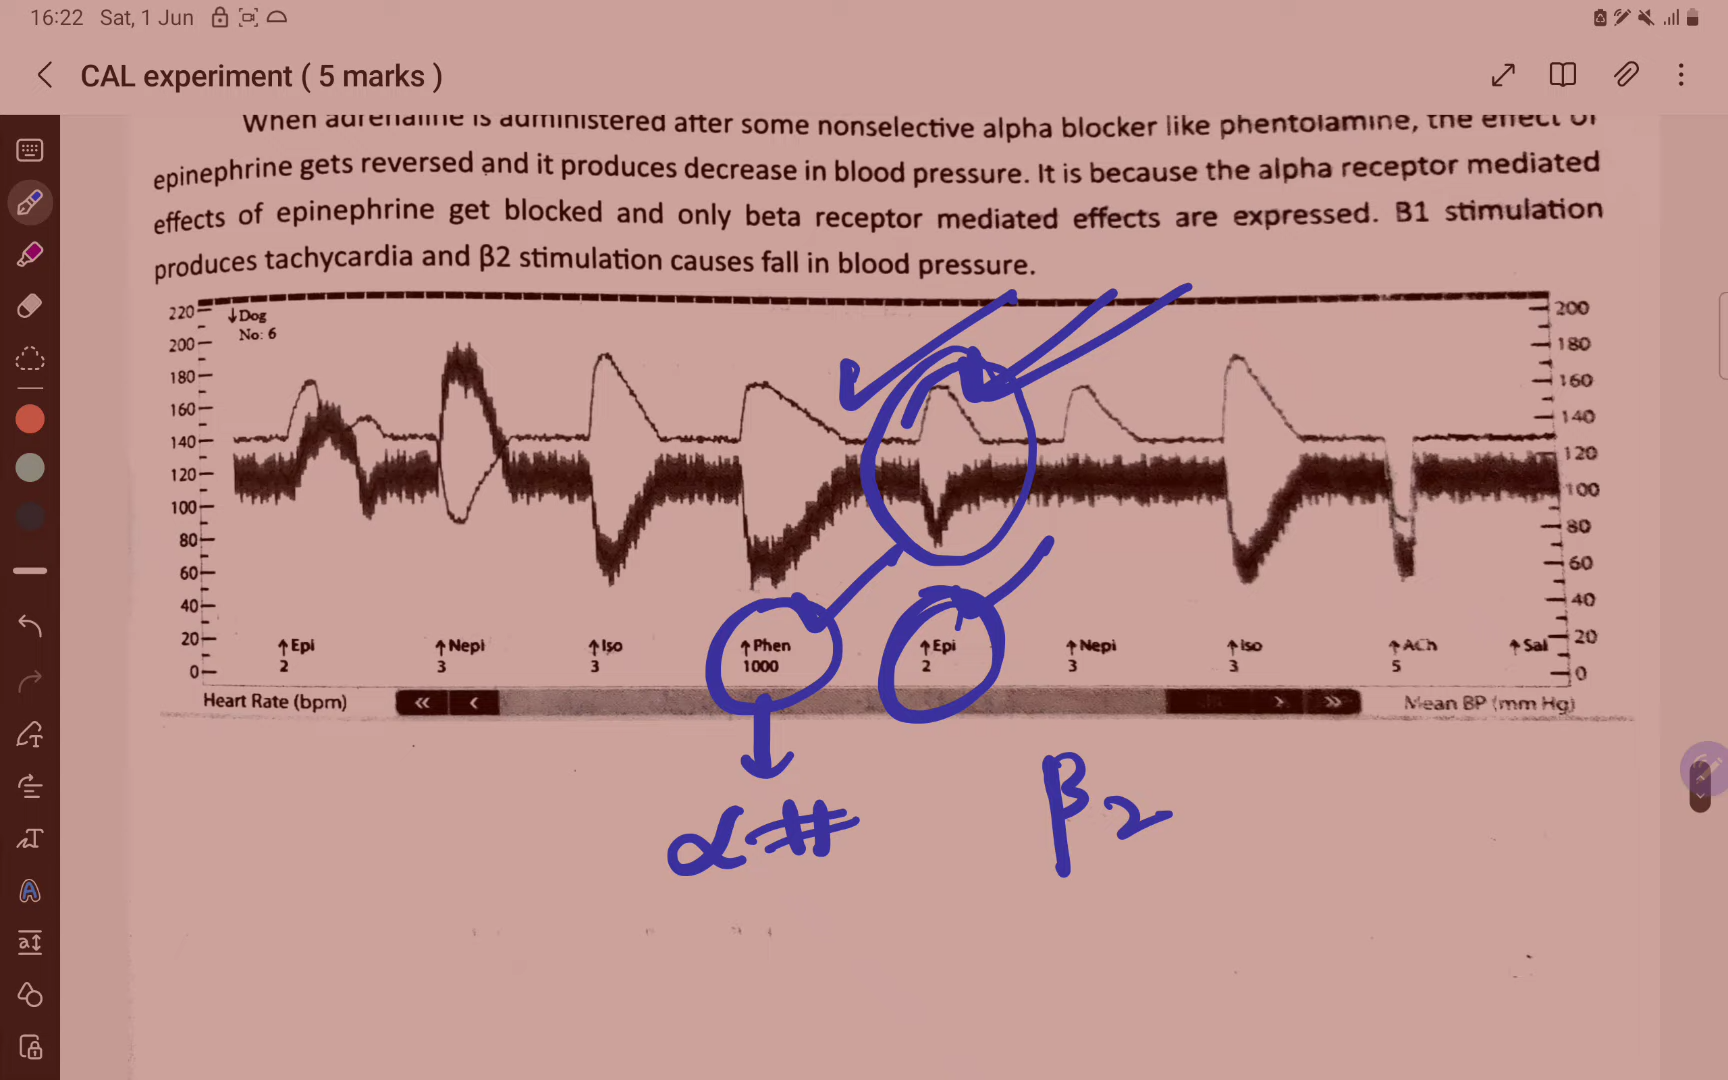 16:22 Sat, 1 Jun
CAL experiment ( 5 marks )
When adrenaline is administered after some nonselective alpha blocker like phentolamine, the effect of
epinephrine gets reversed and it produces decrease in blood pressure. It is because the alpha receptor mediated
effects of epinephrine get blocked and only beta receptor mediated effects are expressed. B1 stimulation
produces tachycardia and β2 stimulation causes fall in blood pressure.
220 ↓Dog 200
No: 6
200 180
180 160
160 140
140 120
120 100
100 80
80 60
60 40
40 20
20 0
0
↑Epi ↑Nepi ↑Iso ↑Phen ↑Epi ↑Nepi ↑Iso ↑ACh ↑Sal
2 3 3 1000 2 3 3 5
Heart Rate (bpm) « < > » Mean BP (mm Hg)
α # β2